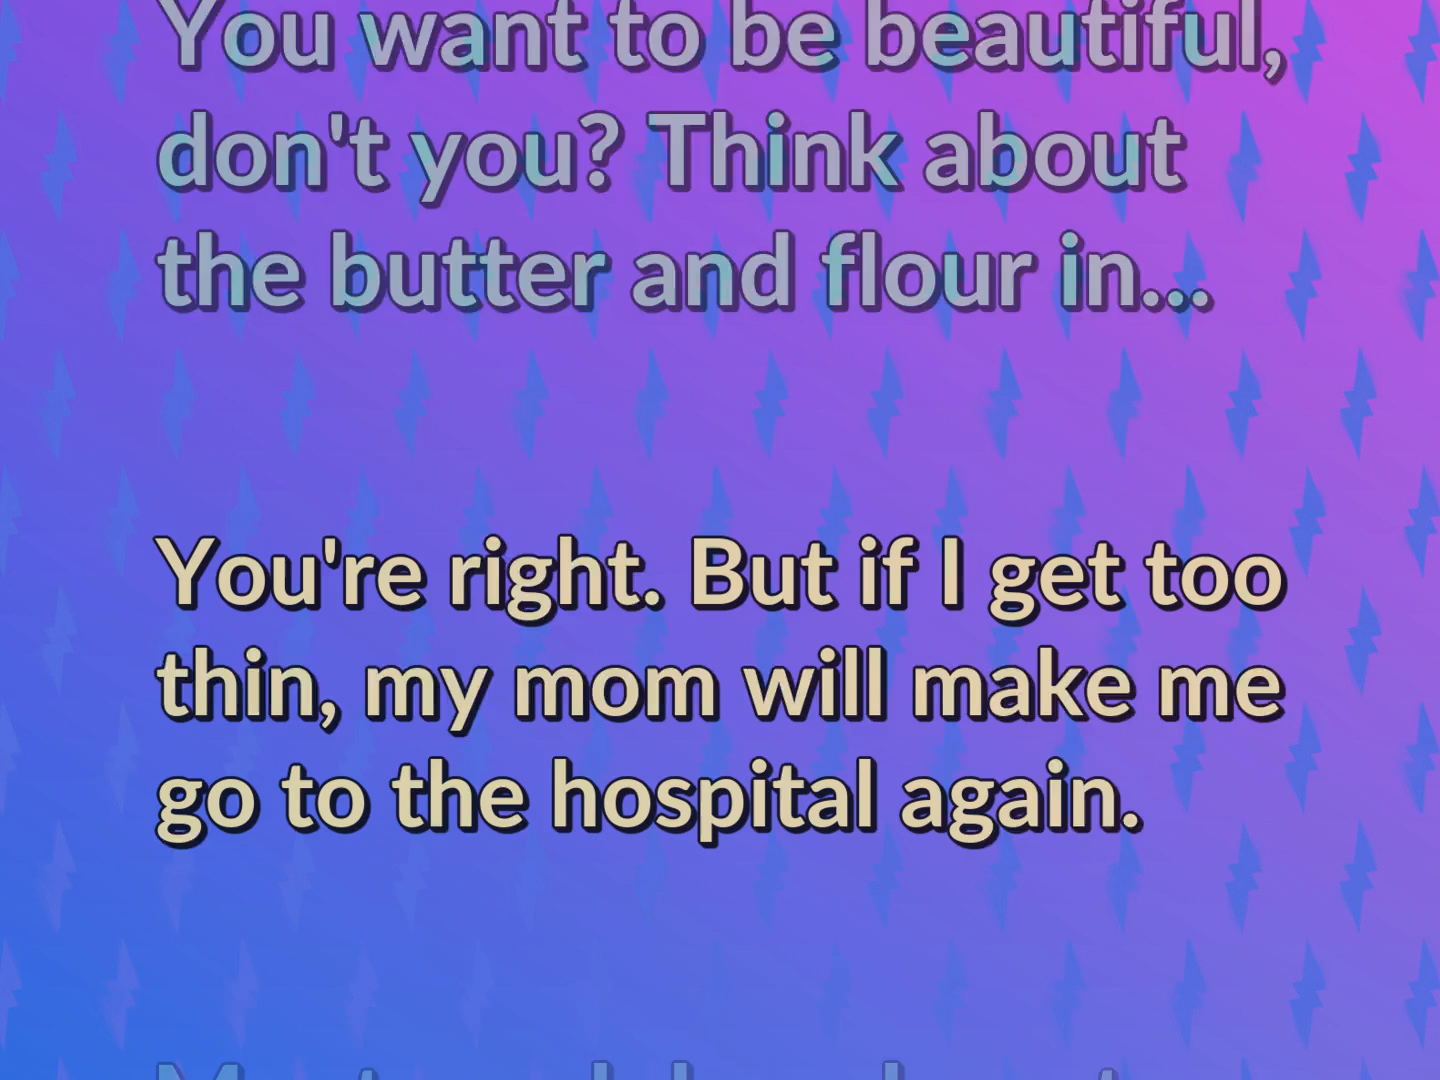 You want to be beautiful,
don't you? Think about
the butter and flour in...
You're right. But if I get too
thin, my mom will make me
go to the hospital again.